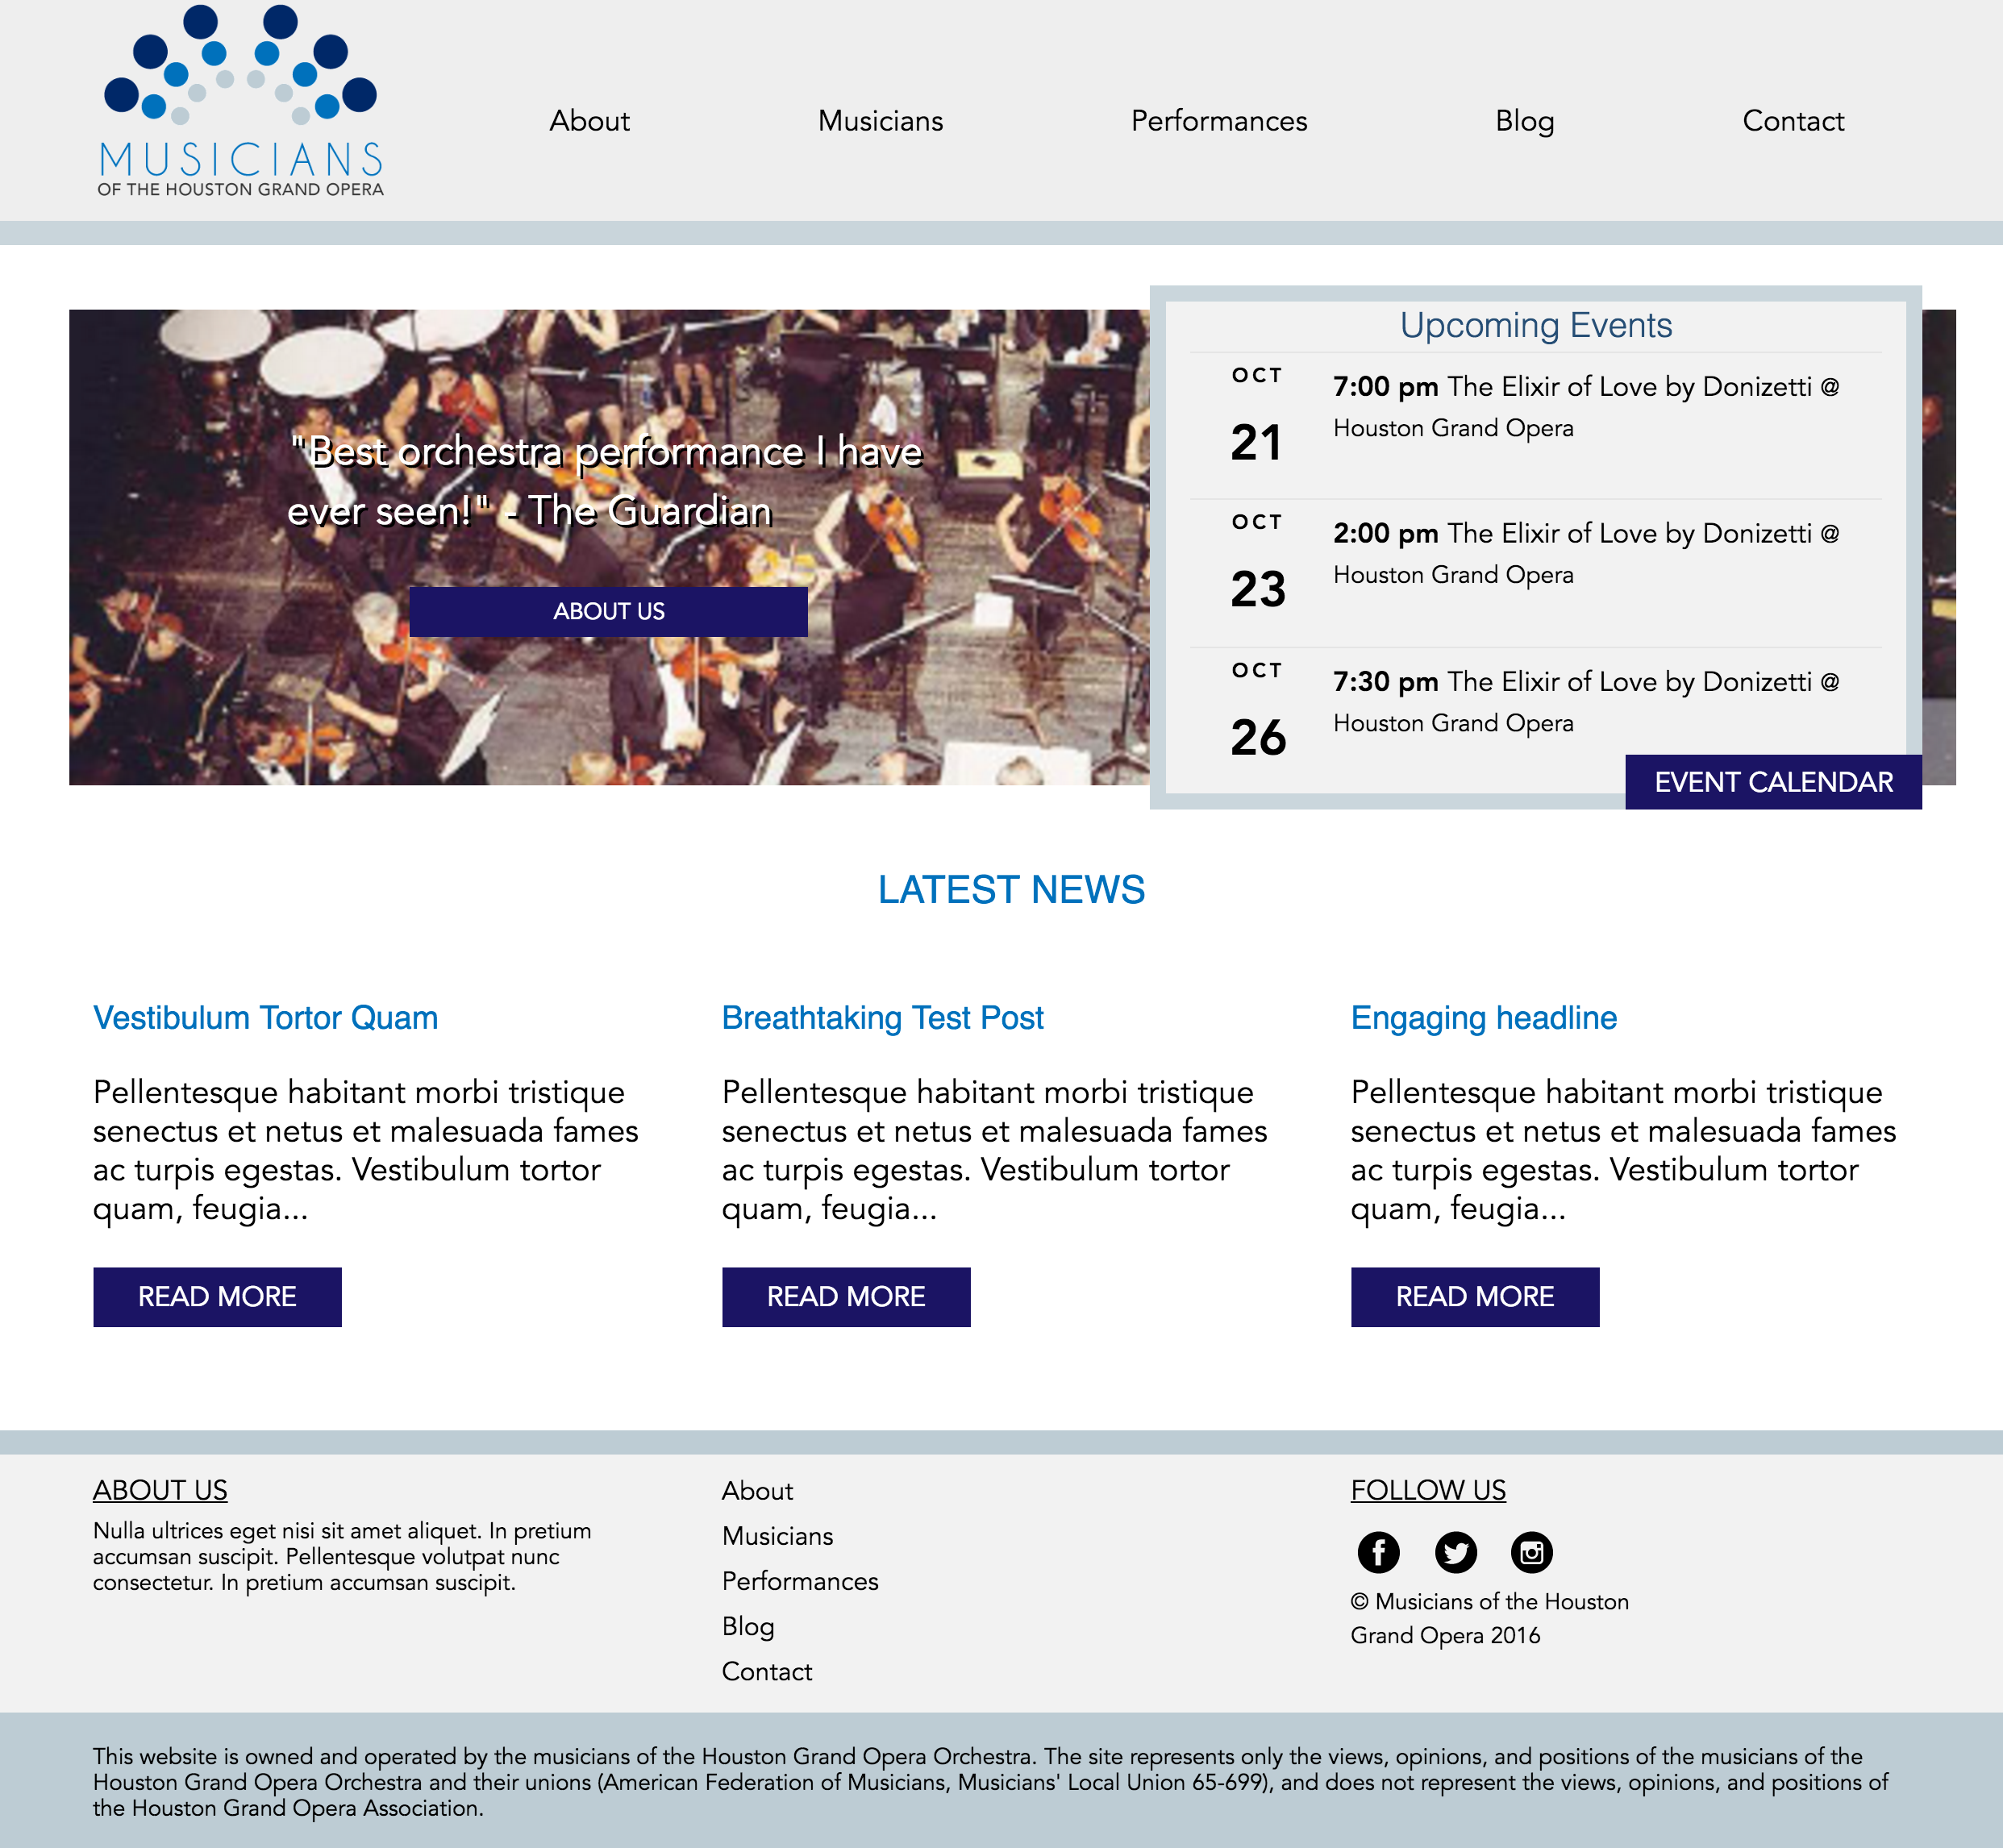 MUSICIANS
OF THE HOUSTON GRAND OPERA
About
Musicians
Performances
Blog
Contact
"Best orchestra performance I have
ever seen!" - The Guardian
ABOUT US
Upcoming Events
OCT
21
7:00 pm The Elixir of Love by Donizetti @
Houston Grand Opera
OCT
23
2:00 pm The Elixir of Love by Donizetti @
Houston Grand Opera
OCT
26
7:30 pm The Elixir of Love by Donizetti @
Houston Grand Opera
EVENT CALENDAR
LATEST NEWS
Vestibulum Tortor Quam
Pellentesque habitant morbi tristique
senectus et netus et malesuada fames
ac turpis egestas. Vestibulum tortor
quam, feugia...
READ MORE
Breathtaking Test Post
Pellentesque habitant morbi tristique
senectus et netus et malesuada fames
ac turpis egestas. Vestibulum tortor
quam, feugia...
READ MORE
Engaging headline
Pellentesque habitant morbi tristique
senectus et netus et malesuada fames
ac turpis egestas. Vestibulum tortor
quam, feugia...
READ MORE
ABOUT US
Nulla ultrices eget nisi sit amet aliquet. In pretium
accumsan suscipit. Pellentesque volutpat nunc
consectetur. In pretium accumsan suscipit.
About
Musicians
Performances
Blog
Contact
FOLLOW US
© Musicians of the Houston
Grand Opera 2016
This website is owned and operated by the musicians of the Houston Grand Opera Orchestra. The site represents only the views, opinions, and positions of the musicians of the
Houston Grand Opera Orchestra and their unions (American Federation of Musicians, Musicians' Local Union 65-699), and does not represent the views, opinions, and positions of
the Houston Grand Opera Association.